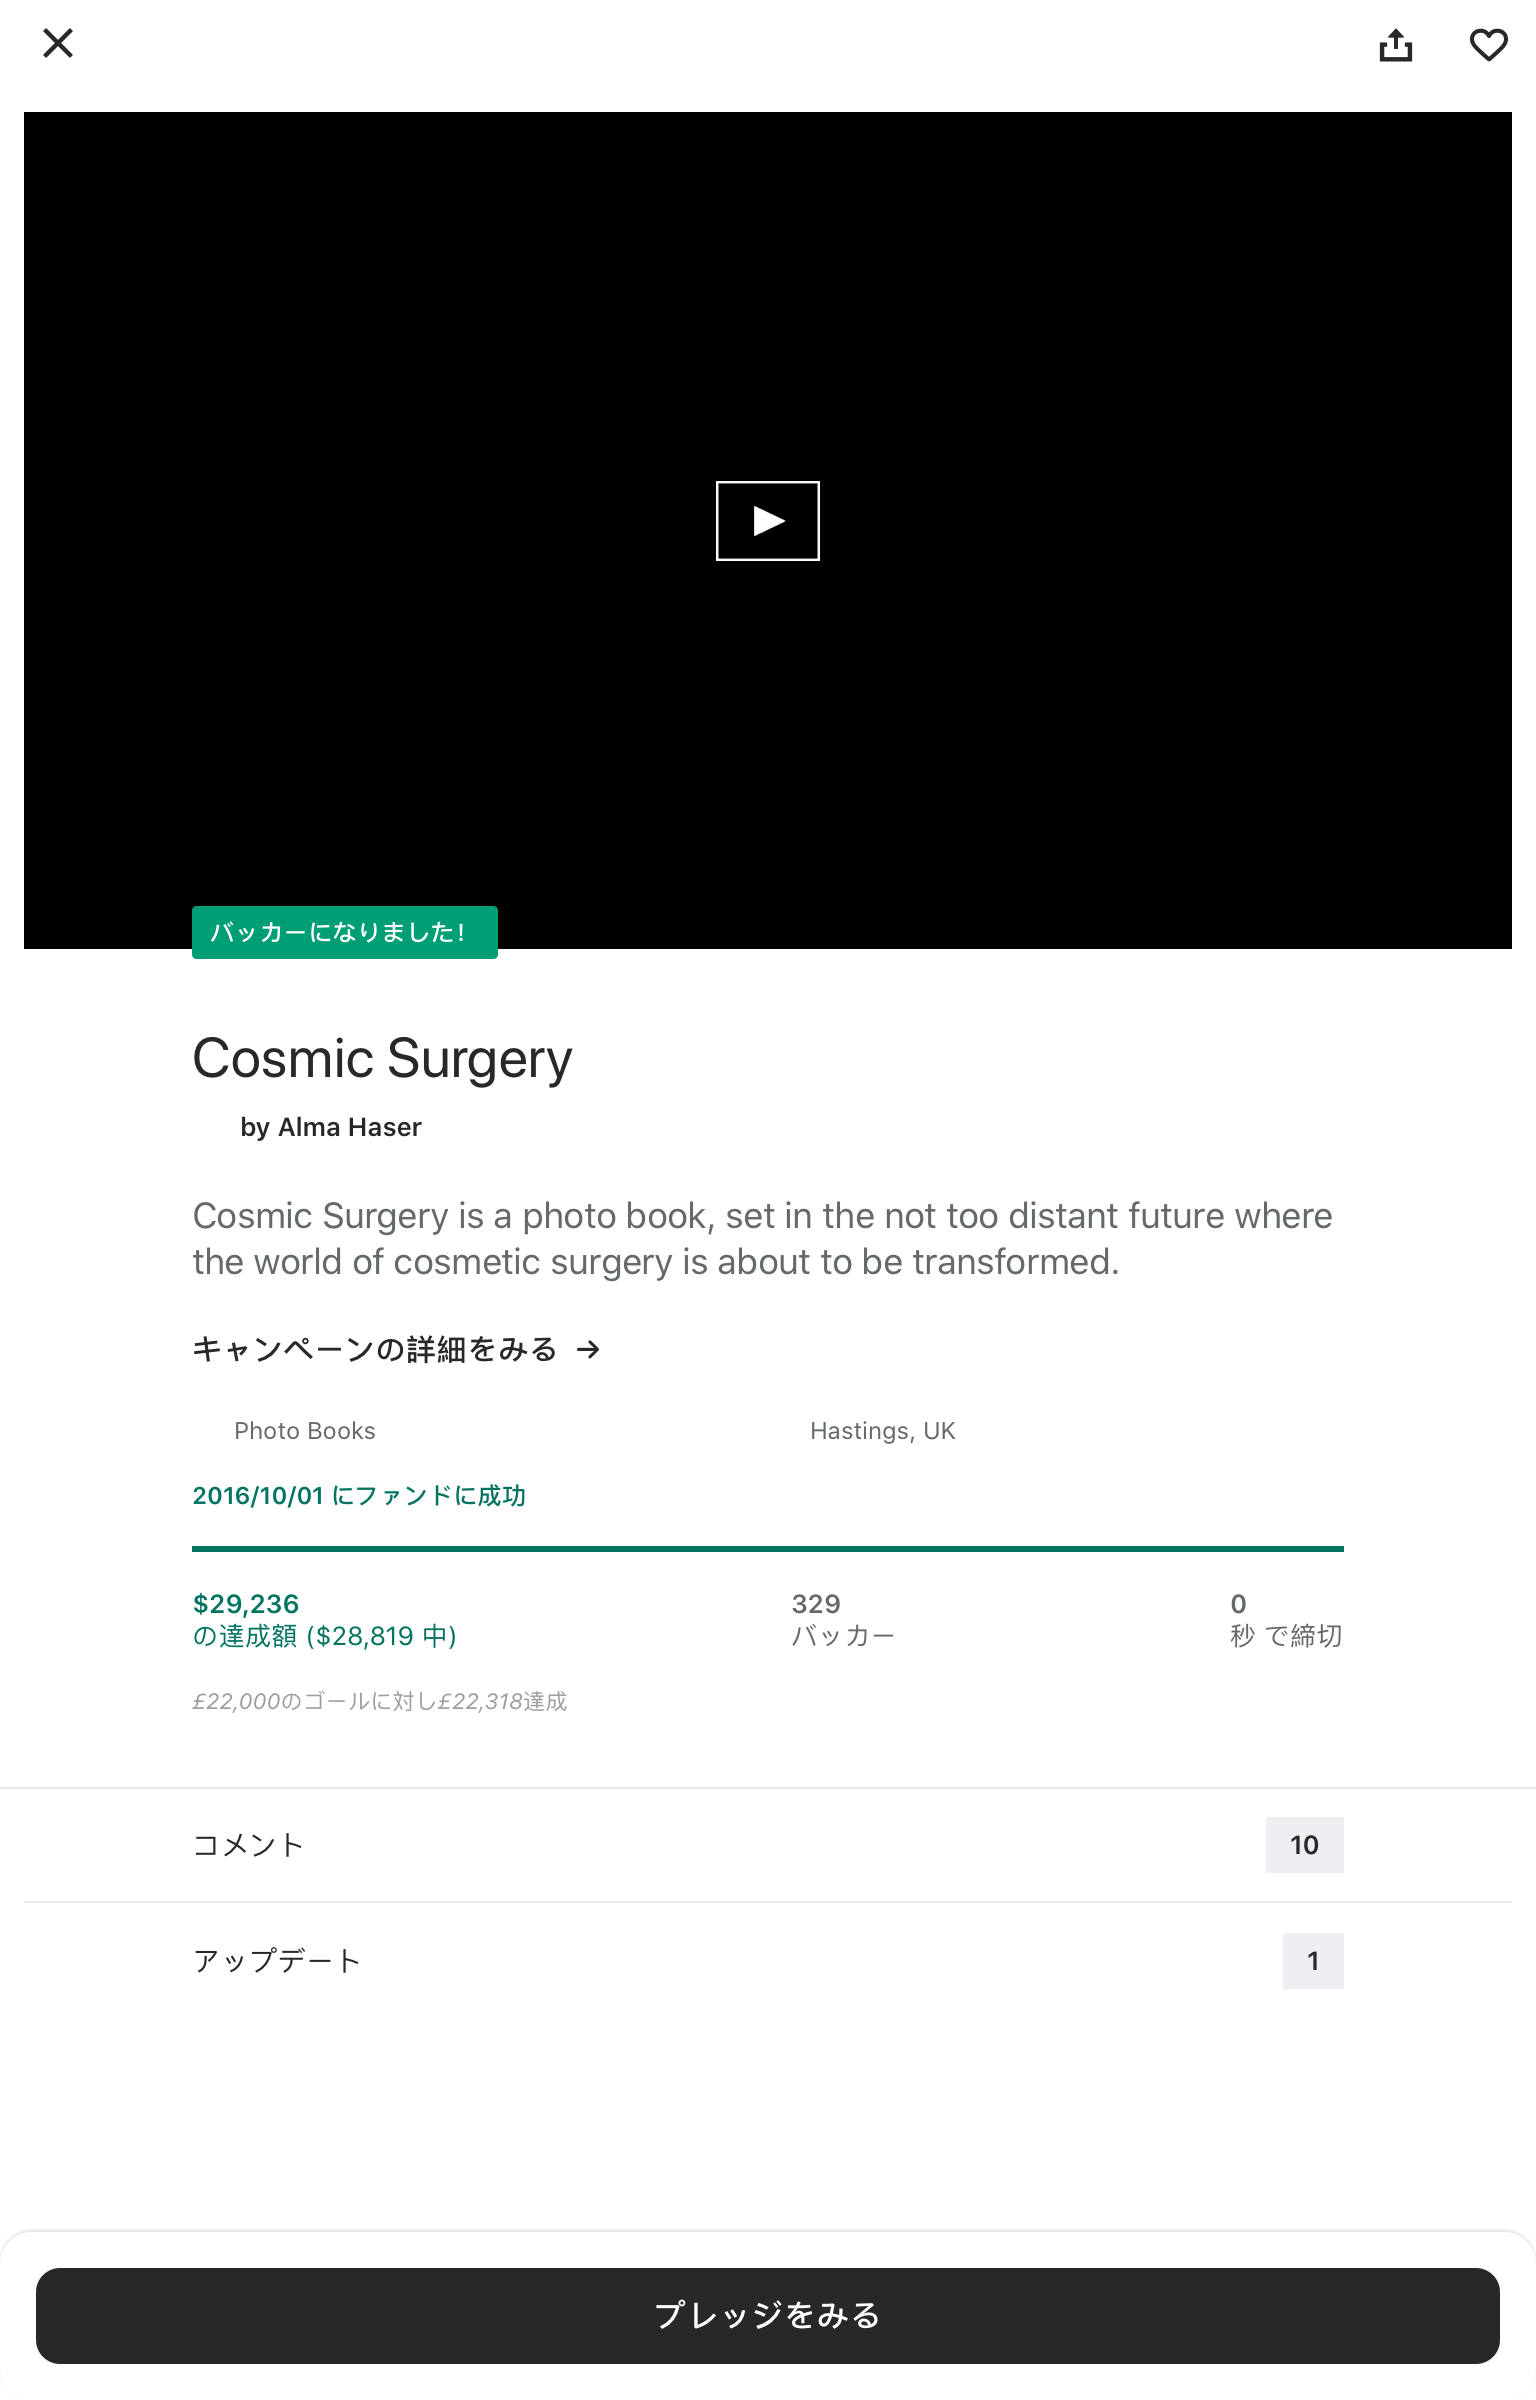 バッカーになりました！
Cosmic Surgery
by Alma Haser
Cosmic Surgery is a photo book, set in the not too distant future where
the world of cosmetic surgery is about to be transformed.
キャンペーンの詳細をみる →
Photo Books
Hastings, UK
2016/10/01 にファンドに成功
$29,236
の達成額 ($28,819 中)
329
バッカー
0
秒 で締切
£22,000のゴールに対し£22,318達成
コメント
10
アップデート
1
プレッジをみる